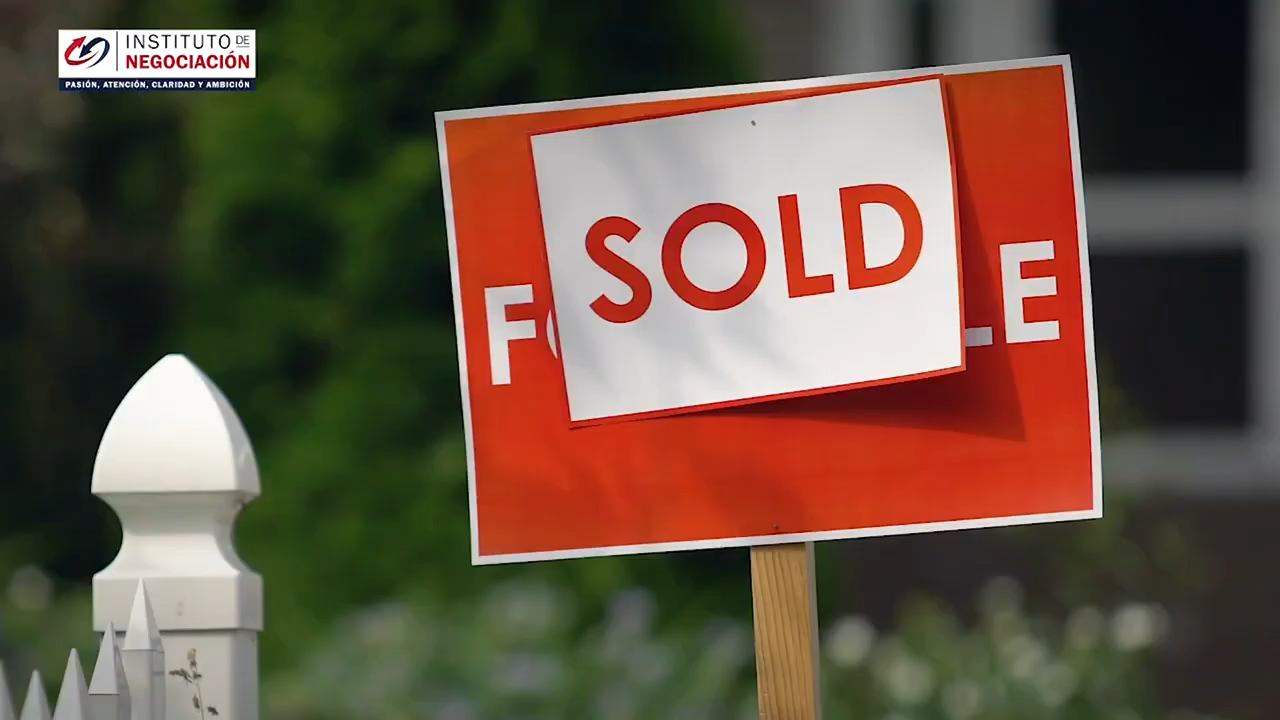 INSTITUTO DE
NEGOCIACIÓN
PASIÓN, ATENCIÓN, CLARIDAD Y AMBICIÓN
SOLD
F LE